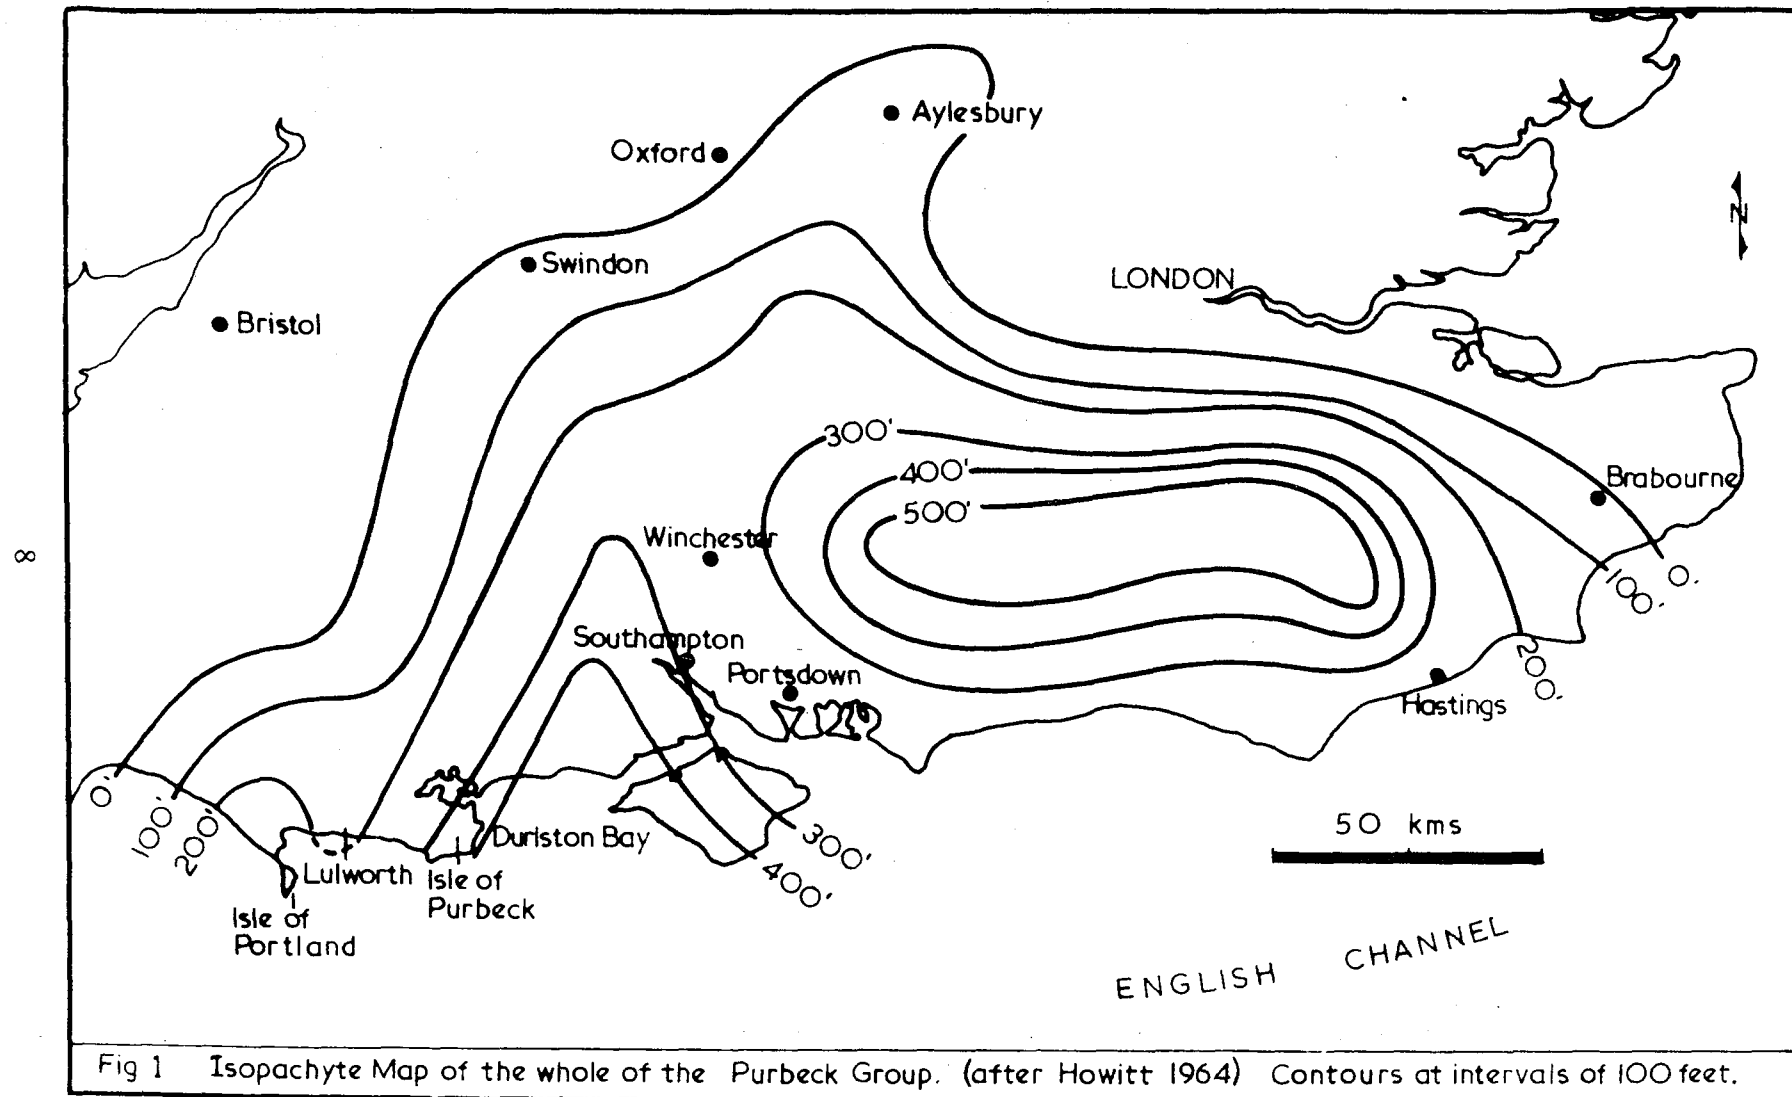 Aylesbury
Oxford
N
Swindon
LONDON
Bristol
300'
400'
Brabourne
500'
Winchester
8
0.
100.
Southampton
Portsdown
200.
Hastings
0'
100'
200'
50 kms
Durlston Bay
300'
400'
Lulworth
Isle of
Purbeck
Isle of
Portland
ENGLISH CHANNEL
Fig 1 Isopachyte Map of the whole of the Purbeck Group. (after Howitt 1964) Contours at intervals of 100 feet.